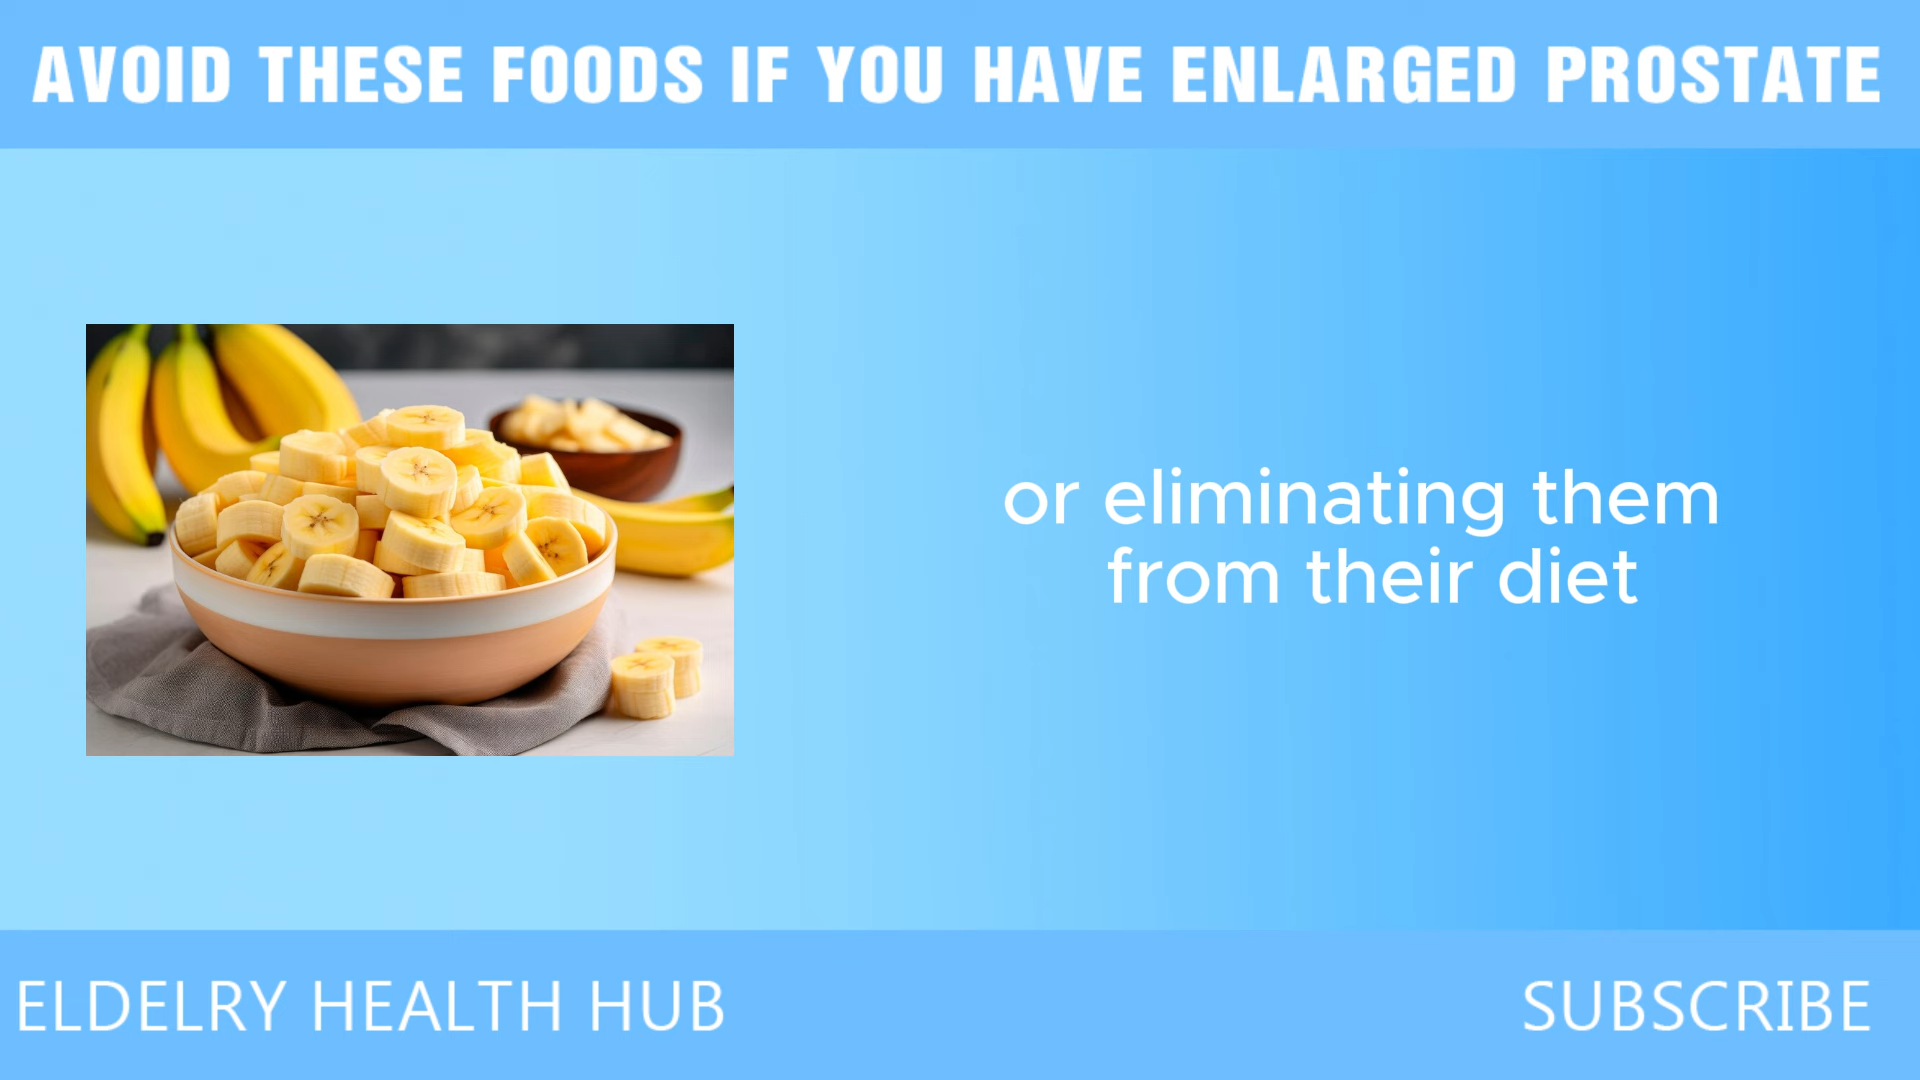 AVOID THESE FOODS IF YOU HAVE ENLARGED PROSTATE
or eliminating them
from their diet
ELDELRY HEALTH HUB
SUBSCRIBE